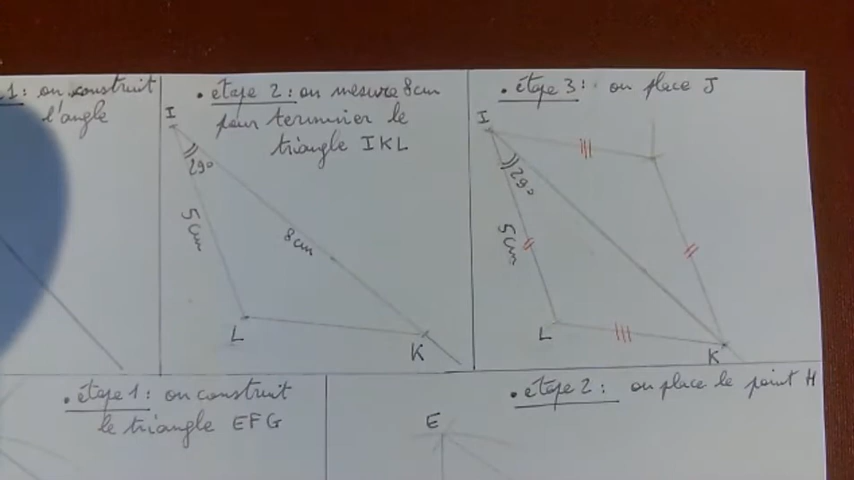 1: on construit
l'angle
• étape 2: on mesure 8cm
pour terminer le
triangle IKL
I
29°
5cm
8cm
L
K
• étape 3: on place J
I
29°
5cm
L
K
• étape 1: on construit
le triangle EFG
• étape 2: on place le point H
E